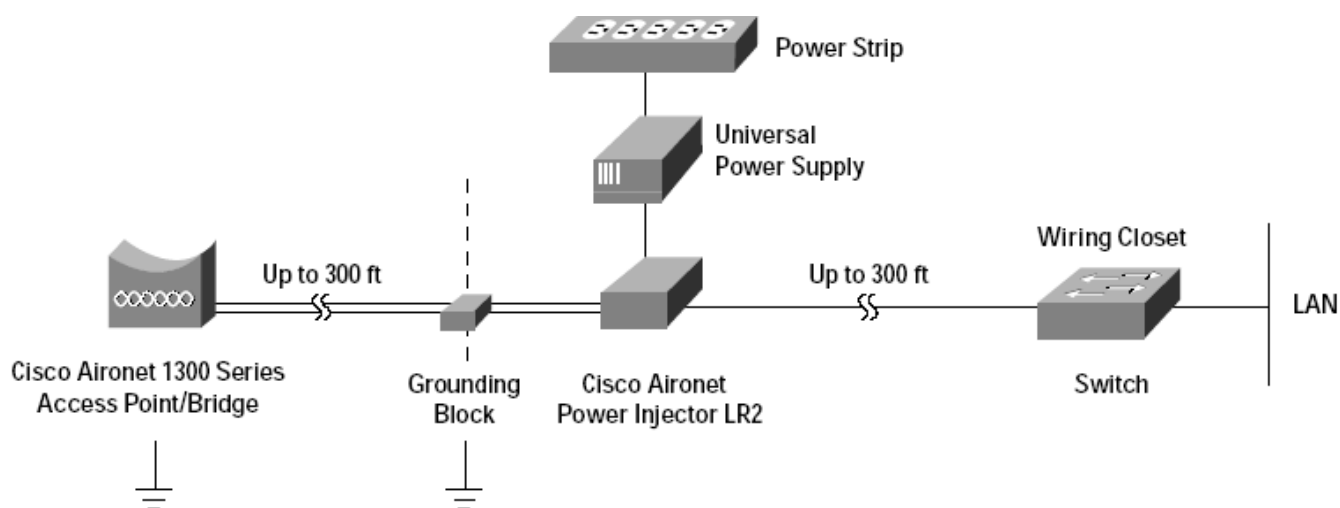 Power Strip
Universal
Power Supply
Wiring Closet
Up to 300 ft
Up to 300 ft
LAN
Cisco Aironet 1300 Series
Access Point/Bridge
Grounding
Block
Cisco Aironet
Power Injector LR2
Switch